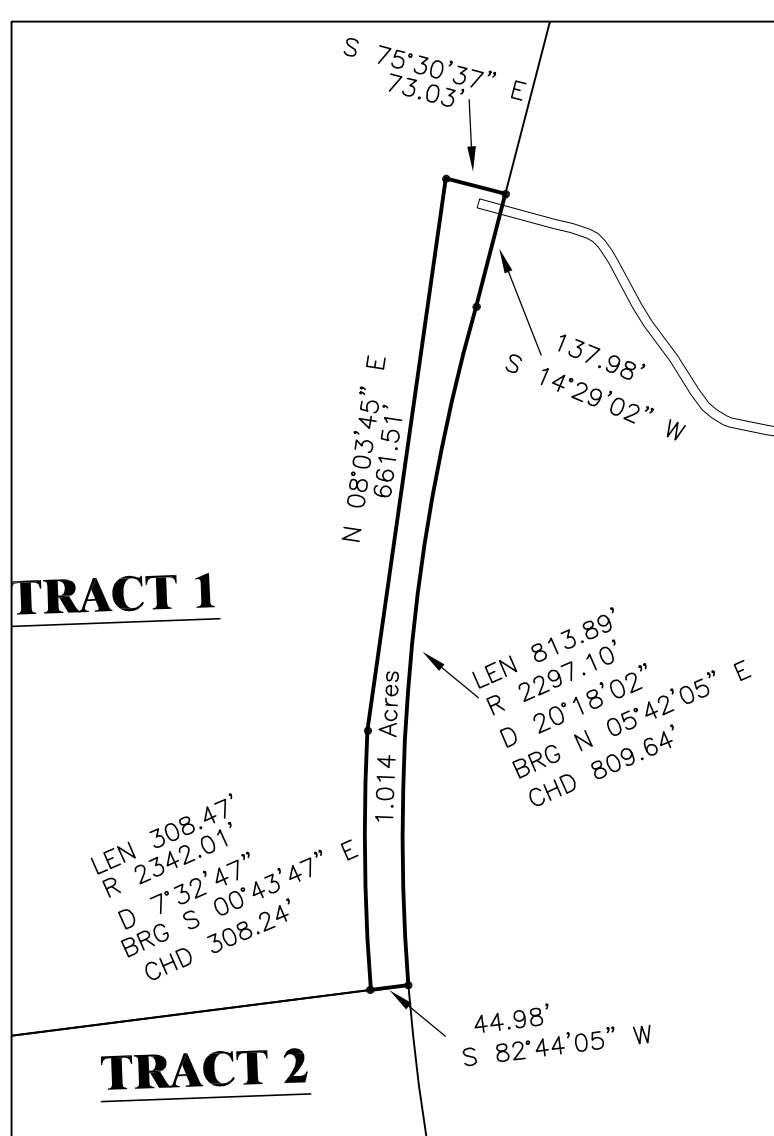 S 75°30'37" E
73.03'
137.98'
S 14°29'02" W
N 08°03'45" E
661.51'
TRACT 1
LEN 813.89'
R 2297.10'
D 20°18'02"
BRG N 05°42'05" E
CHD 809.64'
1.014 Acres
LEN 308.47'
R 2342.01'
D 7°32'47"
BRG S 00°43'47" E
CHD 308.24'
44.98'
S 82°44'05" W
TRACT 2